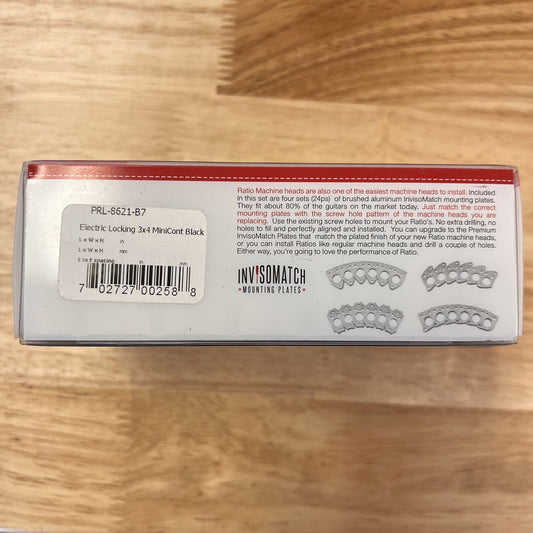 PRL-8621-B7
Electric Locking 3x4 MiniCont Black
L x W x H in
L x W x H mm
E to E spacing in mm
7 02727 00258 8
Ratio Machine heads are also one of the easiest machine heads to install. Included
in this set are four sets (24ps) of brushed aluminum InvisoMatch mounting plates.
They fit about 80% of the guitars on the market today. Just match the correct
mounting plates with the screw hole pattern of the machine heads you are
replacing. Use the existing screw holes to mount your Ratio's. No extra drilling, no
holes to fill and perfectly aligned and installed. You can upgrade to the Premium
InvisoMatch Plates that match the plated finish of your new Ratio machine heads,
or you can install Ratios like regular machine heads and drill a couple of holes.
Either way, you're going to love the performance of Ratio.
INVISOMATCH
MOUNTING PLATES